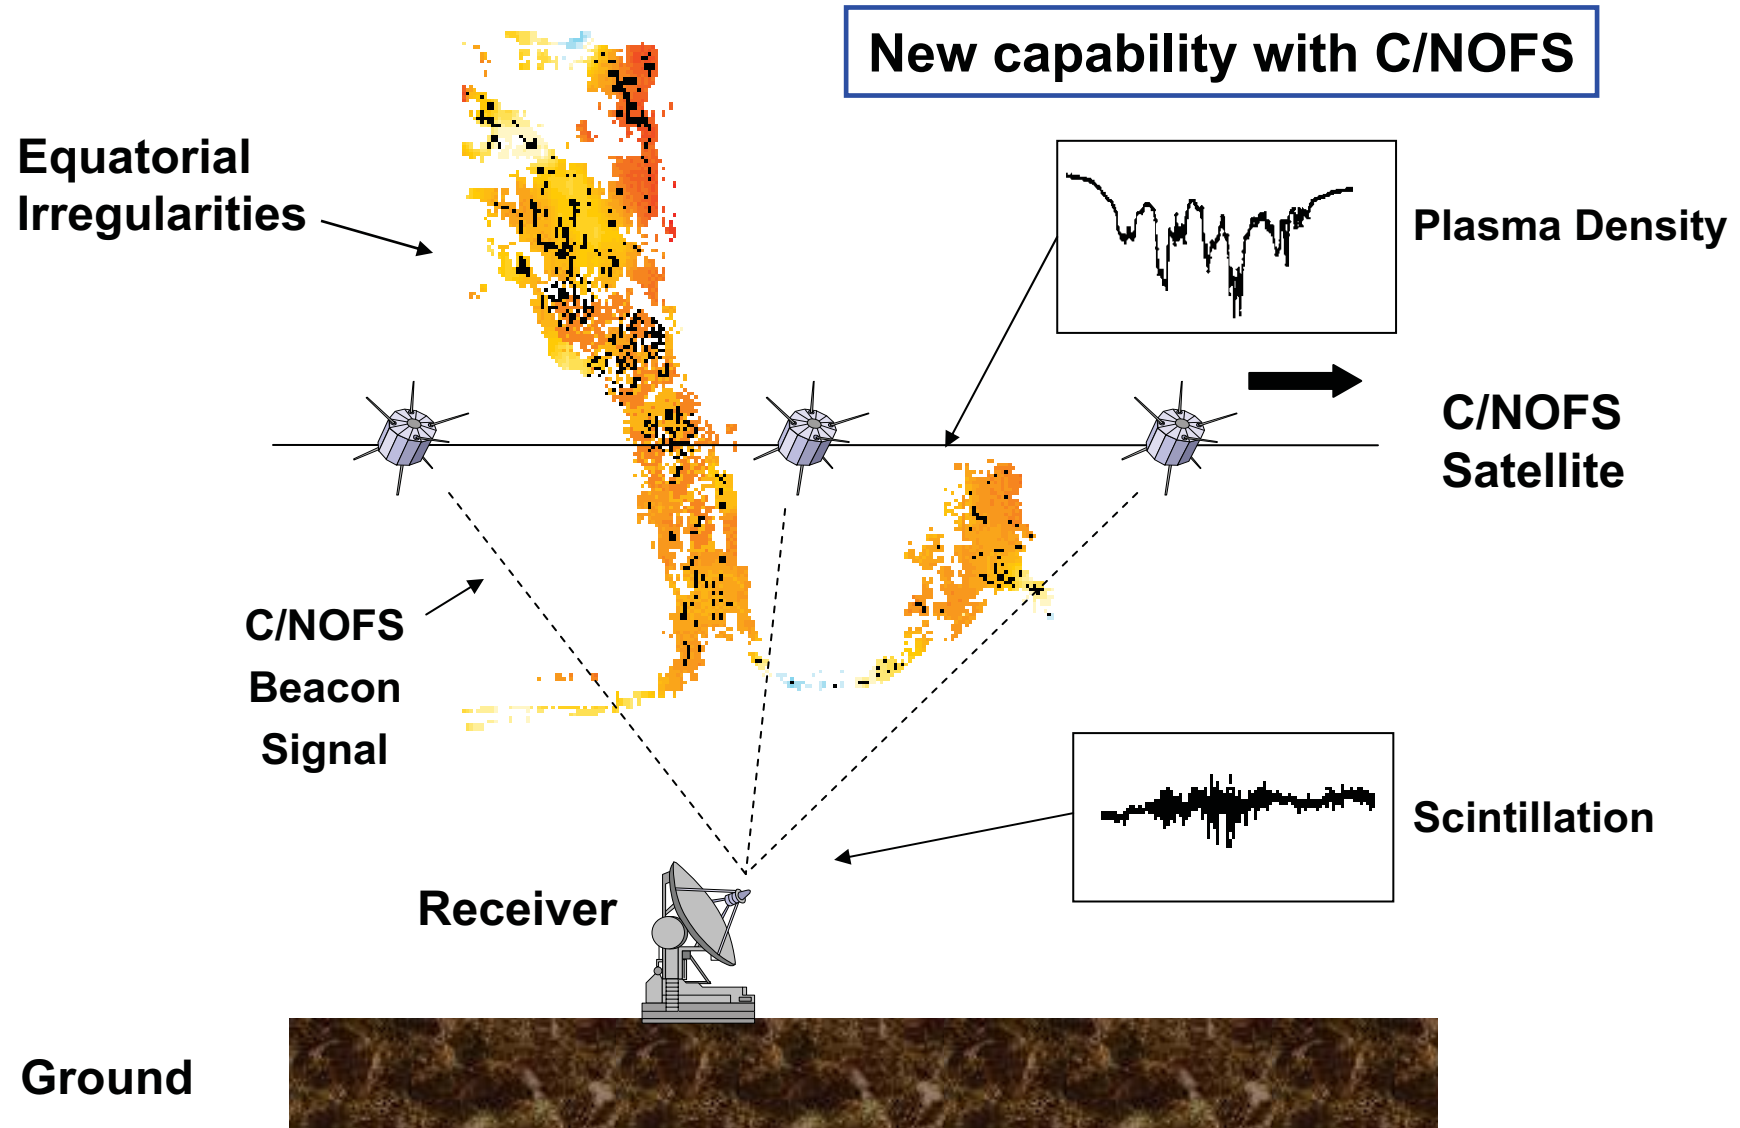 New capability with C/NOFS
Equatorial
Irregularities
Plasma Density
C/NOFS
Satellite
C/NOFS
Beacon
Signal
Scintillation
Receiver
Ground